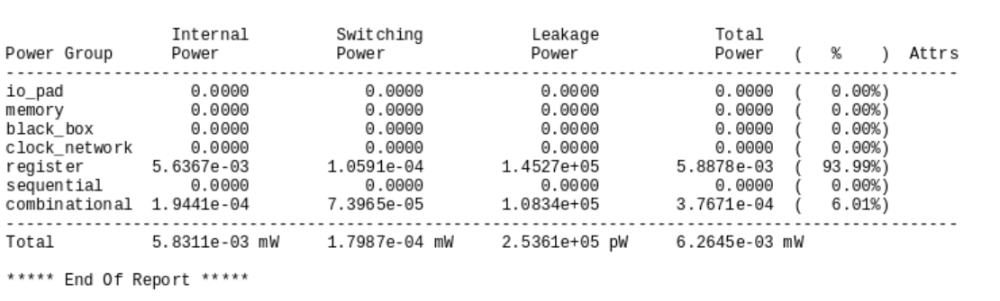 Internal         Switching           Leakage            Total
Power Group      Power            Power               Power              Power   (   %    )  Attrs
---------------------------------------------------------------------------------------------------
io_pad             0.0000            0.0000            0.0000            0.0000  (   0.00%)
memory             0.0000            0.0000            0.0000            0.0000  (   0.00%)
black_box          0.0000            0.0000            0.0000            0.0000  (   0.00%)
clock_network      0.0000            0.0000            0.0000            0.0000  (   0.00%)
register       5.6367e-03        1.0591e-04        1.4527e+05        5.8878e-03  (  93.99%)
sequential         0.0000            0.0000            0.0000            0.0000  (   0.00%)
combinational  1.9441e-04        7.3965e-05        1.0834e+05        3.7671e-04  (   6.01%)
---------------------------------------------------------------------------------------------------
Total          5.8311e-03 mW     1.7987e-04 mW     2.5361e+05 pW     6.2645e-03 mW
***** End Of Report *****